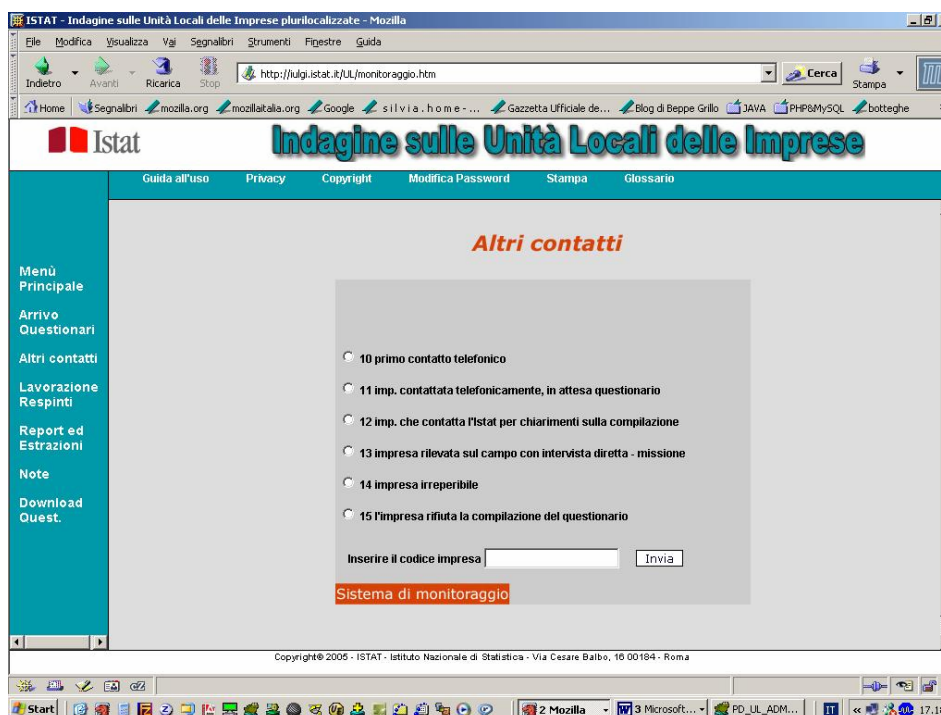 ISTAT - Indagine sulle Unità Locali delle Imprese plurilocalizzate - Mozilla
File Modifica Visualizza Vai Segnalibri Strumenti Finestre Guida
Indietro Avanti Ricarica Stop http://iulgi.istat.it/UL/monitoraggio.htm Cerca Stampa
Home Segnalibri mozilla.org mozillaitalia.org Google silvia.home-... Gazzetta Ufficiale de... Blog di Beppe Grillo JAVA PHP&MySQL botteghe
Istat Indagine sulle Unità Locali delle Imprese
Guida all'uso Privacy Copyright Modifica Password Stampa Glossario
Altri contatti
Menù
Principale
Arrivo
Questionari
Altri contatti
Lavorazione
Respinti
Report ed
Estrazioni
Note
Download
Quest.
10 primo contatto telefonico
11 imp. contattata telefonicamente, in attesa questionario
12 imp. che contatta l'Istat per chiarimenti sulla compilazione
13 impresa rilevata sul campo con intervista diretta - missione
14 impresa irreperibile
15 l'impresa rifiuta la compilazione del questionario
Inserire il codice impresa Invia
Sistema di monitoraggio
Copyright® 2005 - ISTAT - Istituto Nazionale di Statistica - Via Cesare Balbo, 16 00184 - Roma
Start 2 Mozilla 3 Microsoft... PD_UL_ADM... IT